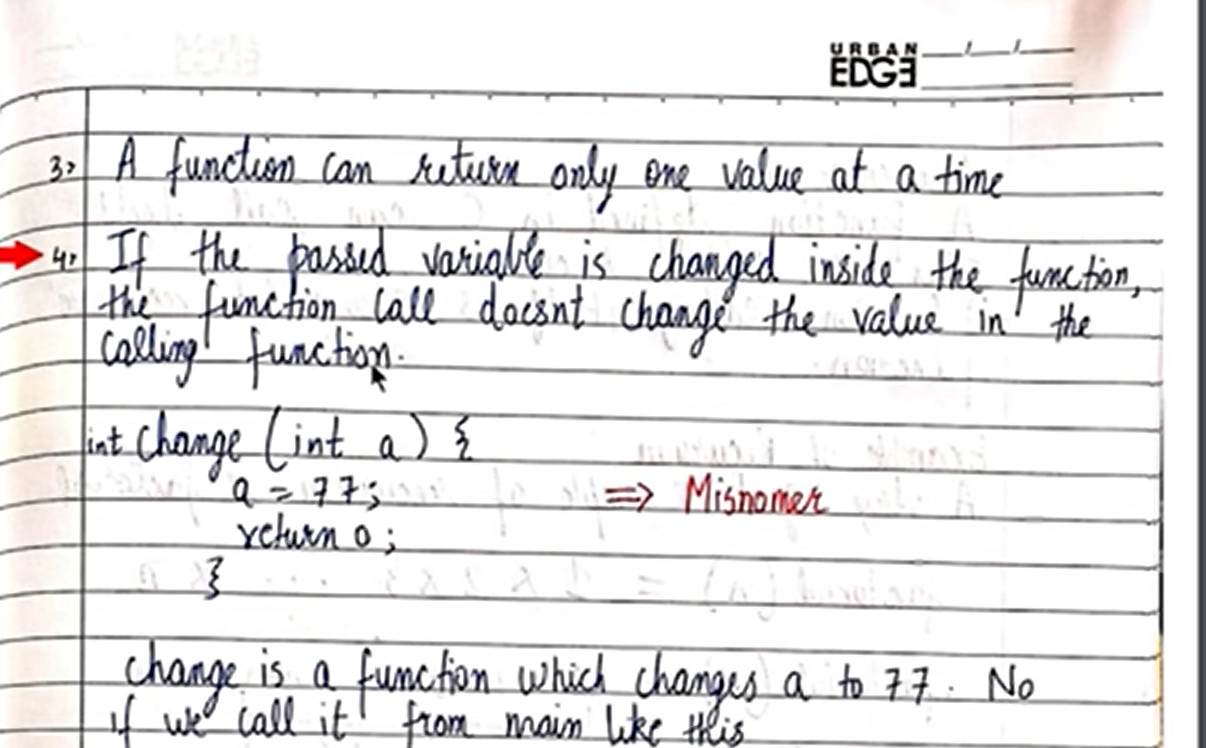 URBAN
EDGE
3> A function can return only one value at a time
4> If the passed variable is changed inside the function,
the function call doesnt change the value in the
calling function.
int change (int a) {
a = 77;    => Misnomer
return 0;
}
change is a function which changes a to 77. No
if we call it from main like this